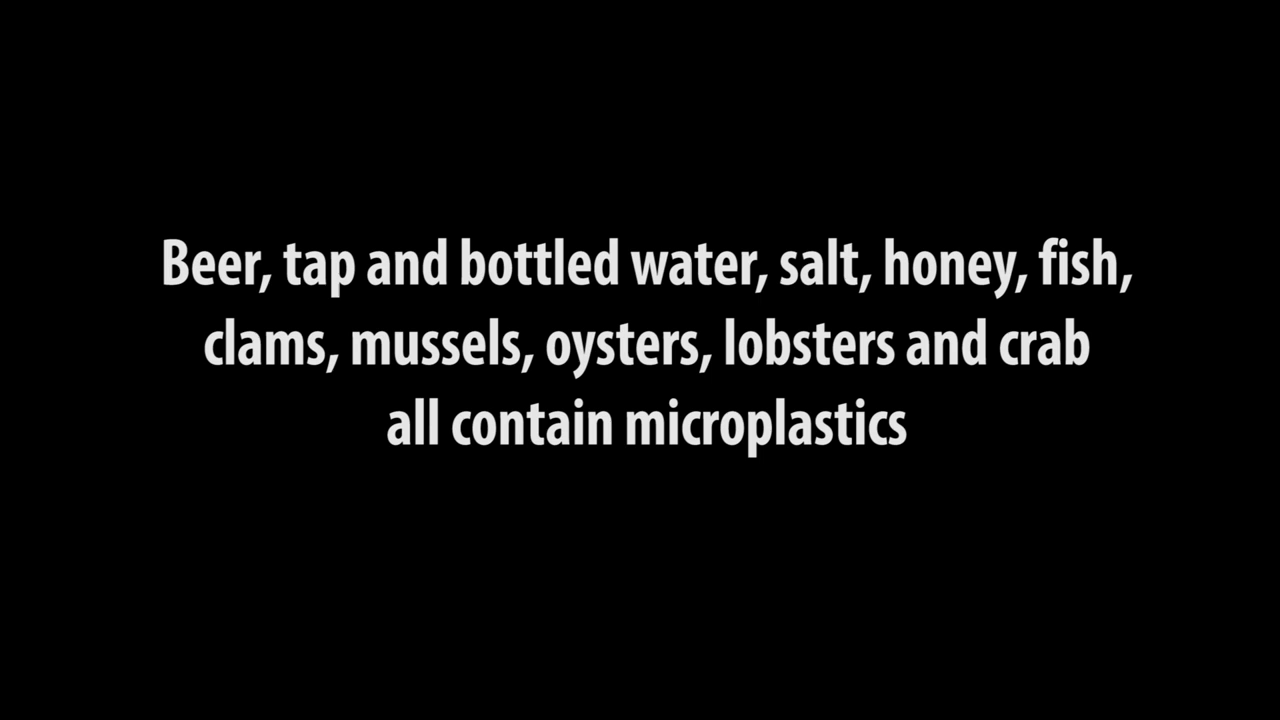 Beer, tap and bottled water, salt, honey, fish,
clams, mussels, oysters, lobsters and crab
all contain microplastics